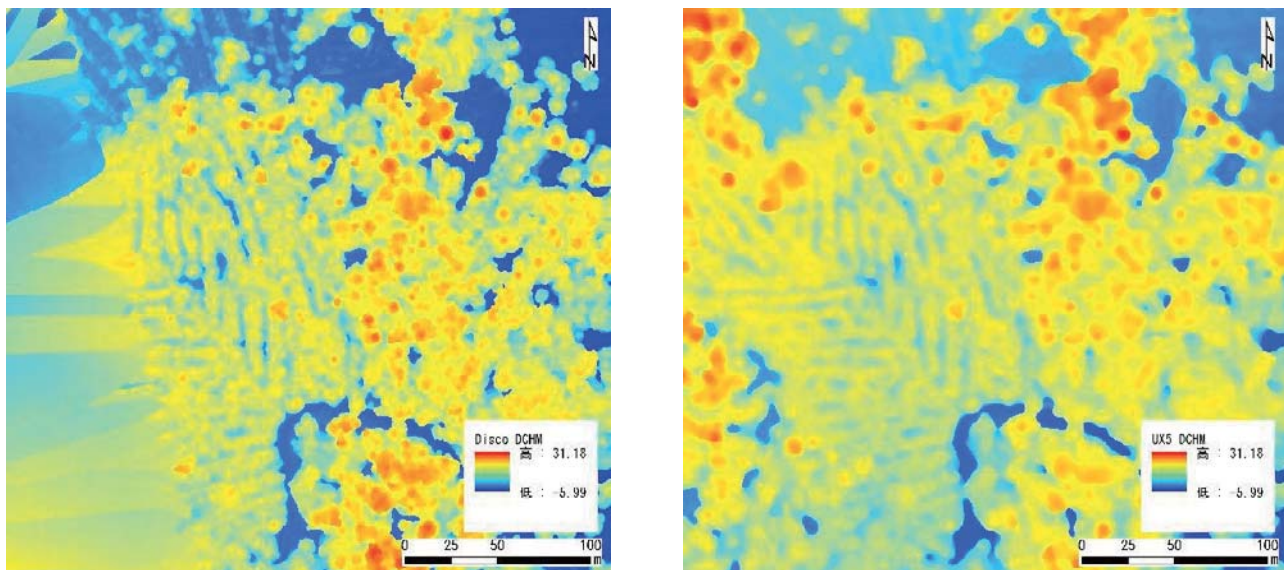 N
Disco DCHM
高 : 31.18
低 : -5.99
0 25 50 100
m
N
UX5 DCHM
高 : 31.18
低 : -5.99
0 25 50 100
m